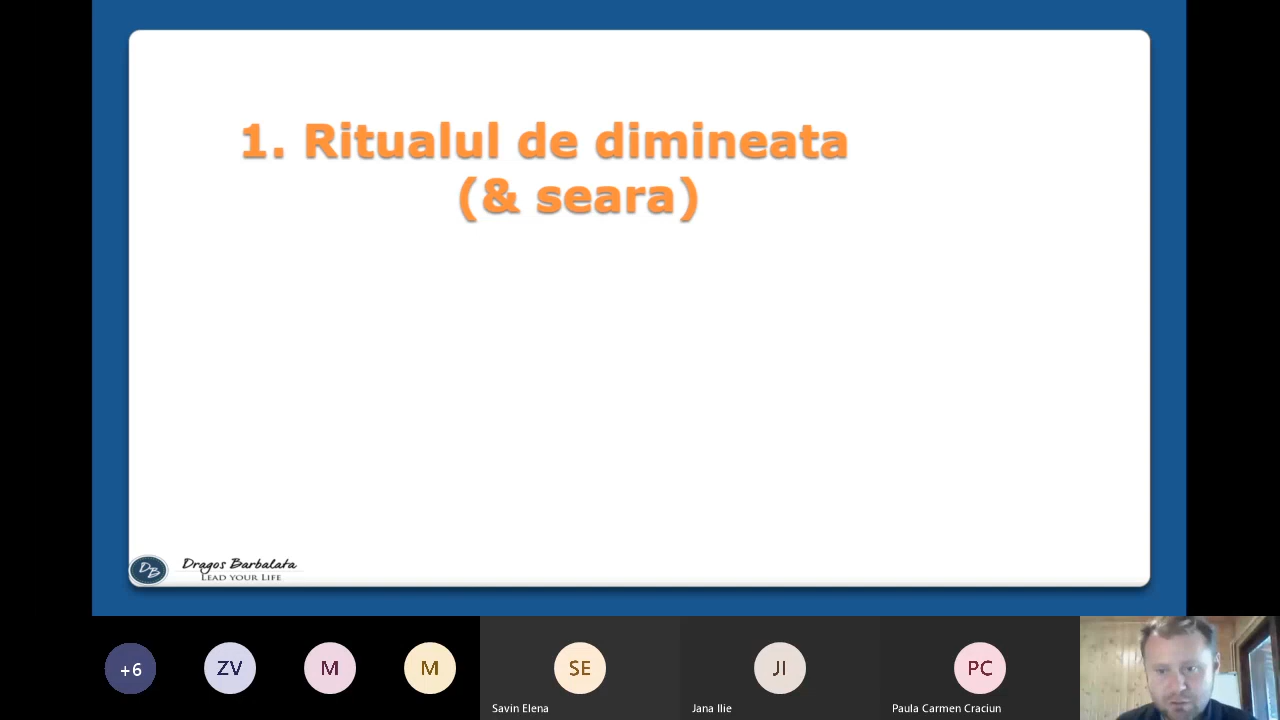 1. Ritualul de dimineata
(& seara)
DB
Dragos Barbalata
LEAD YOUR LIFE
+6
ZV
M
M
SE
JI
PC
Savin Elena
Jana Ilie
Paula Carmen Craciun